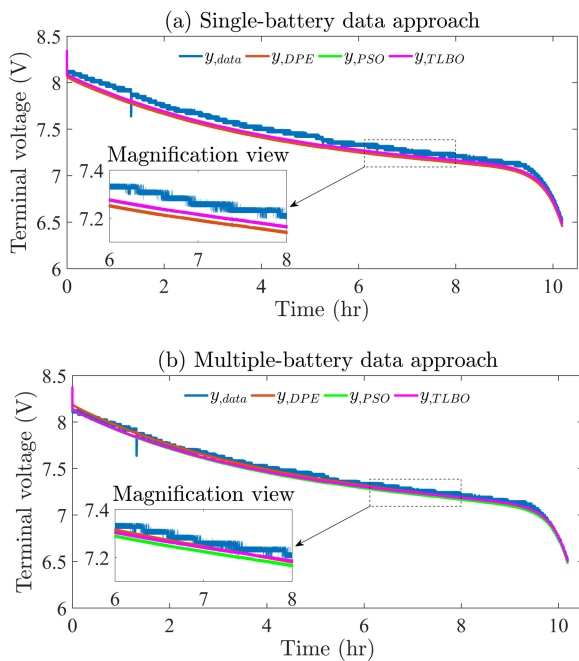 (a) Single-battery data approach
y,data y,DPE y,PSO y,TLBO
Terminal voltage (V)
8.5
8
7.5
7
6.5
6
Magnification view
7.4
7.2
6 7 8
0 2 4 6 8 10
Time (hr)
(b) Multiple-battery data approach
y,data y,DPE y,PSO y,TLBO
Terminal voltage (V)
8.5
8
7.5
7
6.5
6
Magnification view
7.4
7.2
6 7 8
0 2 4 6 8 10
Time (hr)